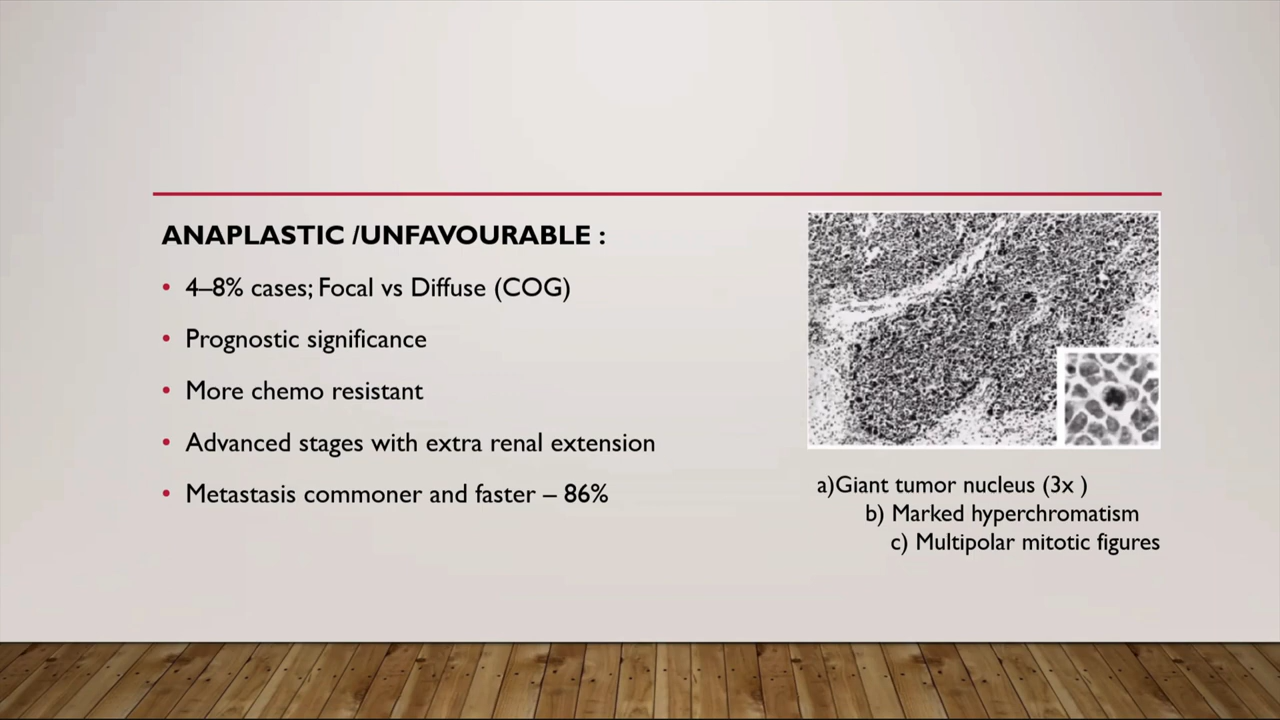 ANAPLASTIC /UNFAVOURABLE :
• 4–8% cases; Focal vs Diffuse (COG)
• Prognostic significance
• More chemo resistant
• Advanced stages with extra renal extension
• Metastasis commoner and faster – 86%
a)Giant tumor nucleus (3x )
b) Marked hyperchromatism
c) Multipolar mitotic figures